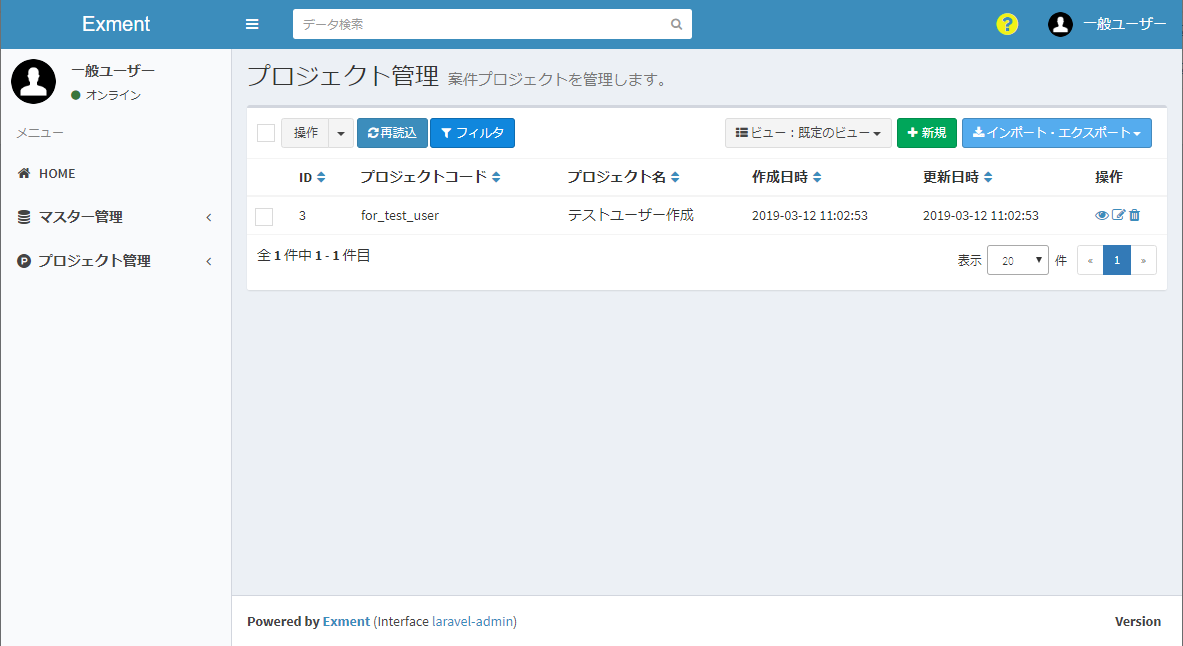 Exment
データ検索
?
一般ユーザー
一般ユーザー
オンライン
メニュー
HOME
マスター管理
P プロジェクト管理
プロジェクト管理 案件プロジェクトを管理します。
操作 再読込 フィルタ ビュー：既定のビュー 新規 インポート・エクスポート
ID プロジェクトコード プロジェクト名 作成日時 更新日時 操作
3 for_test_user テストユーザー作成 2019-03-12 11:02:53 2019-03-12 11:02:53
全 1 件中 1 - 1 件目
表示 20 件 « 1 »
Powered by Exment (Interface laravel-admin)
Version